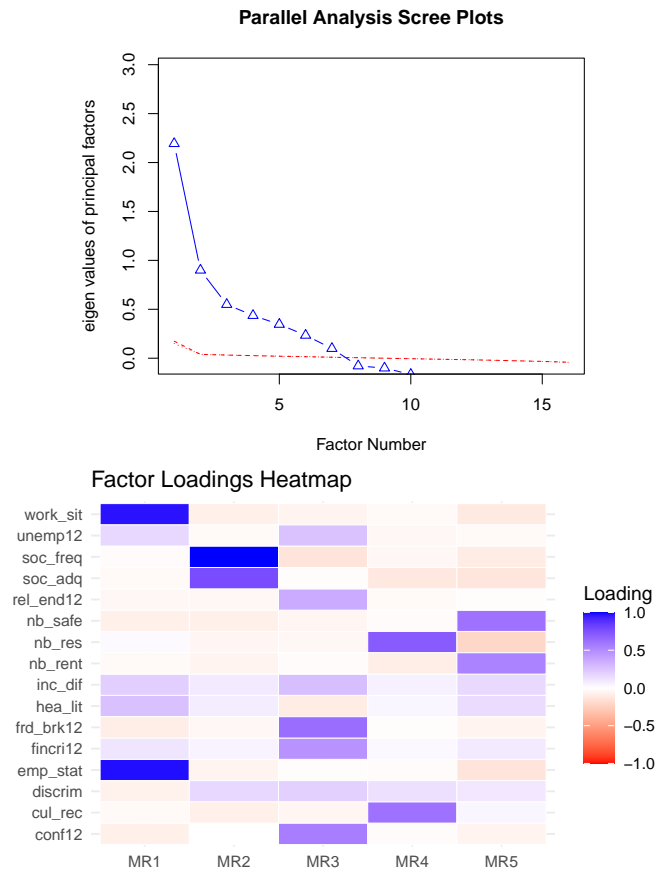 Parallel Analysis Scree Plots
eigen values of principal factors
3.0
2.5
2.0
1.5
1.0
0.5
0.0
5 10 15
Factor Number
Factor Loadings Heatmap
work_sit
unemp12
soc_freq
soc_adq
rel_end12
nb_safe
nb_res
nb_rent
inc_dif
hea_lit
frd_brk12
fincri12
emp_stat
discrim
cul_rec
conf12
MR1 MR2 MR3 MR4 MR5
Loading
1.0
0.5
0.0
−0.5
−1.0